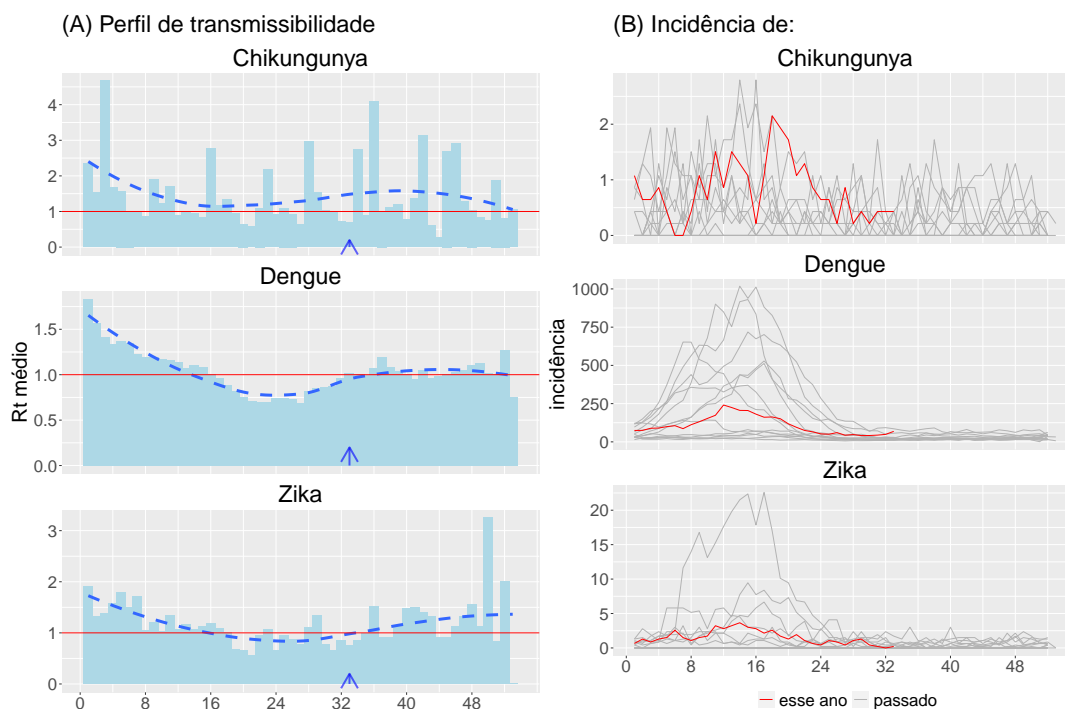 (A) Perfil de transmissibilidade
Chikungunya
4
3
2
1
0
Dengue
1.5
1.0
0.5
0.0
Rt médio
Zika
3
2
1
0
0 8 16 24 32 40 48
(B) Incidência de:
Chikungunya
2
1
0
Dengue
1000
750
500
250
0
incidência
Zika
20
15
10
5
0
0 8 16 24 32 40 48
esse ano passado